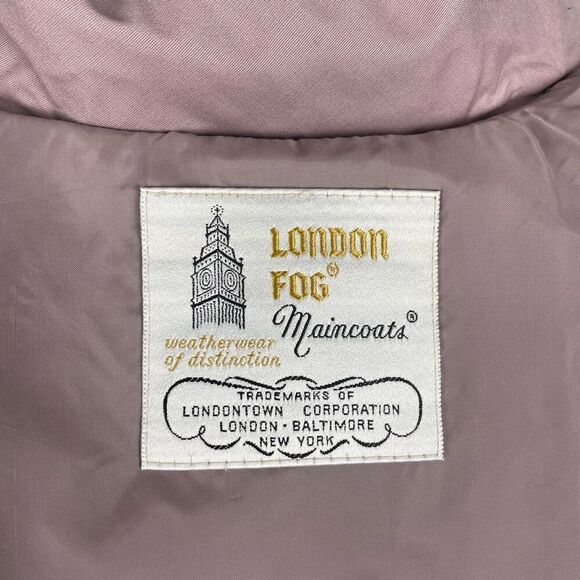 LONDON
FOG®
Maincoats®
weatherwear
of distinction
TRADEMARKS OF
LONDONTOWN CORPORATION
LONDON - BALTIMORE
NEW YORK